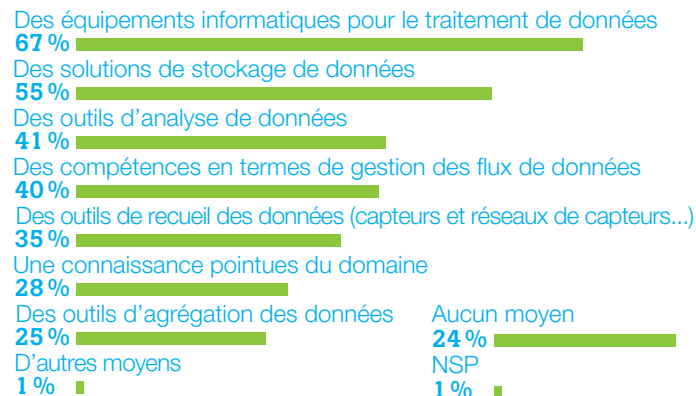 Des équipements informatiques pour le traitement de données
67 %
Des solutions de stockage de données
55 %
Des outils d'analyse de données
41 %
Des compétences en termes de gestion des flux de données
40 %
Des outils de recueil des données (capteurs et réseaux de capteurs...)
35 %
Une connaissance pointues du domaine
28 %
Des outils d'agrégation des données
25 %
D'autres moyens
1 %
Aucun moyen
24 %
NSP
1 %